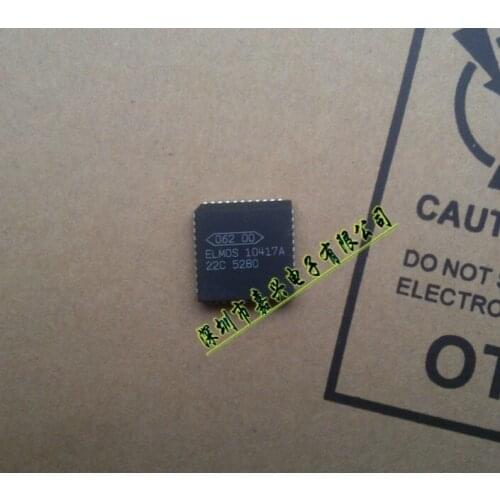 062 00
ELMOS 10417A
22C 5280
深圳市嘉兴电子有限公司
CAUT
DO NOT S
ELECTRO
OT